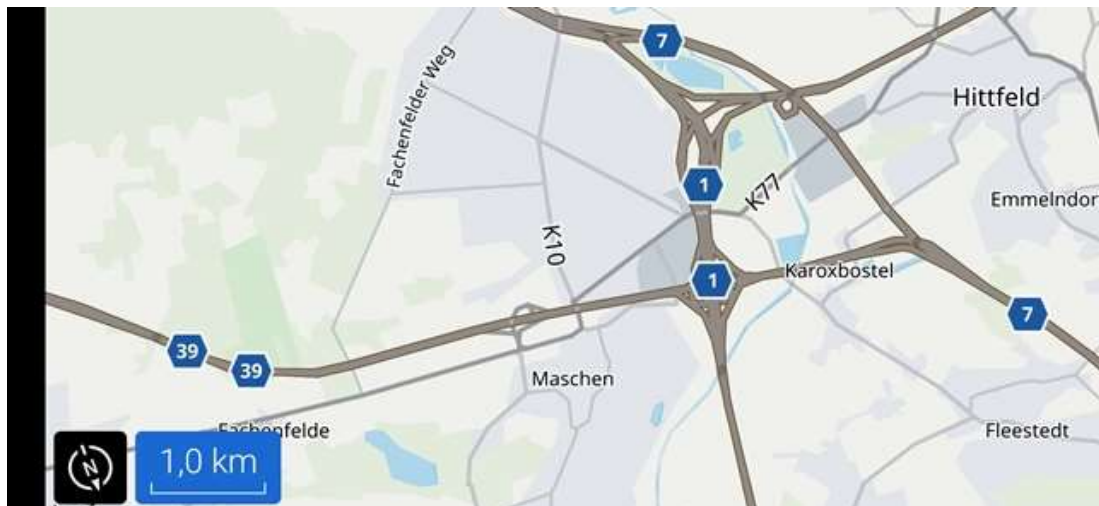 7
Hittfeld
Fachenfelder Weg
1
K77
Emmelndor
K10
Karoxbostel
1
7
39
39
Maschen
Fachenfelde
Fleestedt
N
1,0 km